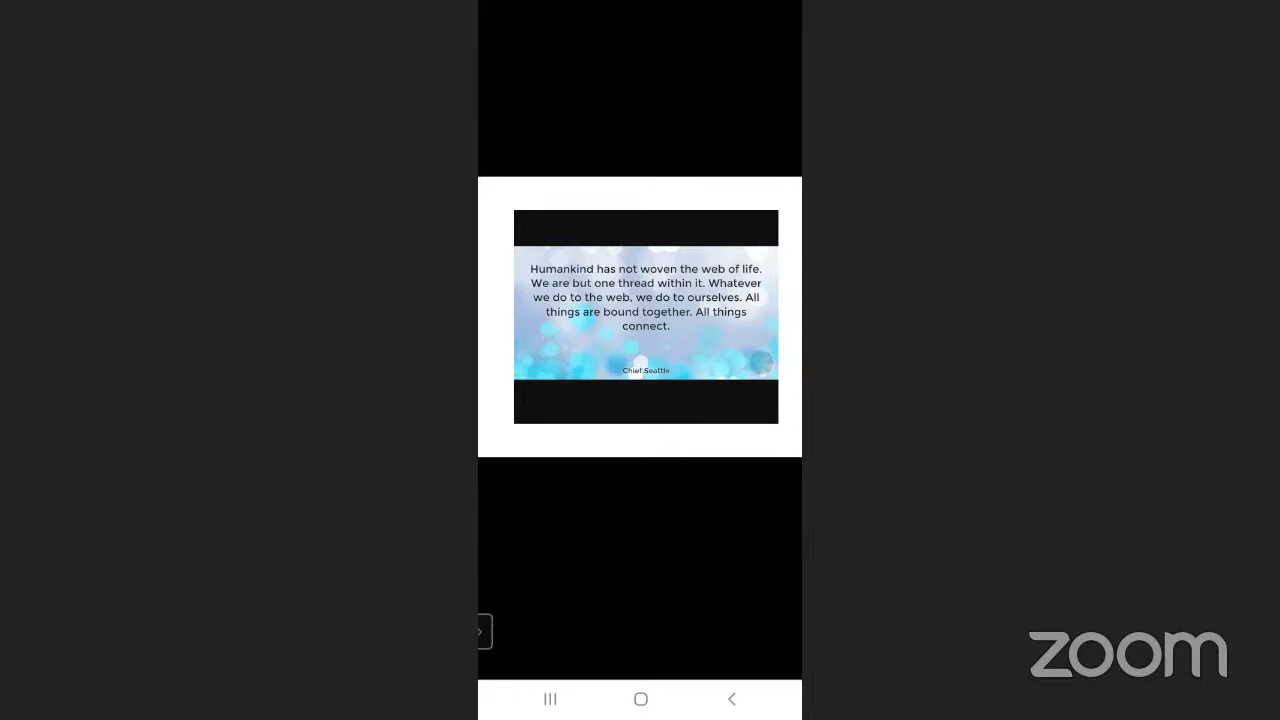 Humankind has not woven the web of life.
We are but one thread within it. Whatever
we do to the web, we do to ourselves. All
things are bound together. All things
connect.
Chief Seattle
zoom